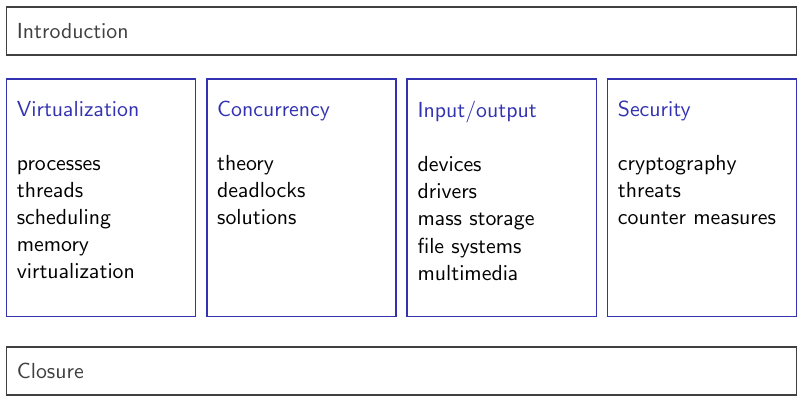 Introduction
Virtualization
processes
threads
scheduling
memory
virtualization
Concurrency
theory
deadlocks
solutions
Input/output
devices
drivers
mass storage
file systems
multimedia
Security
cryptography
threats
counter measures
Closure